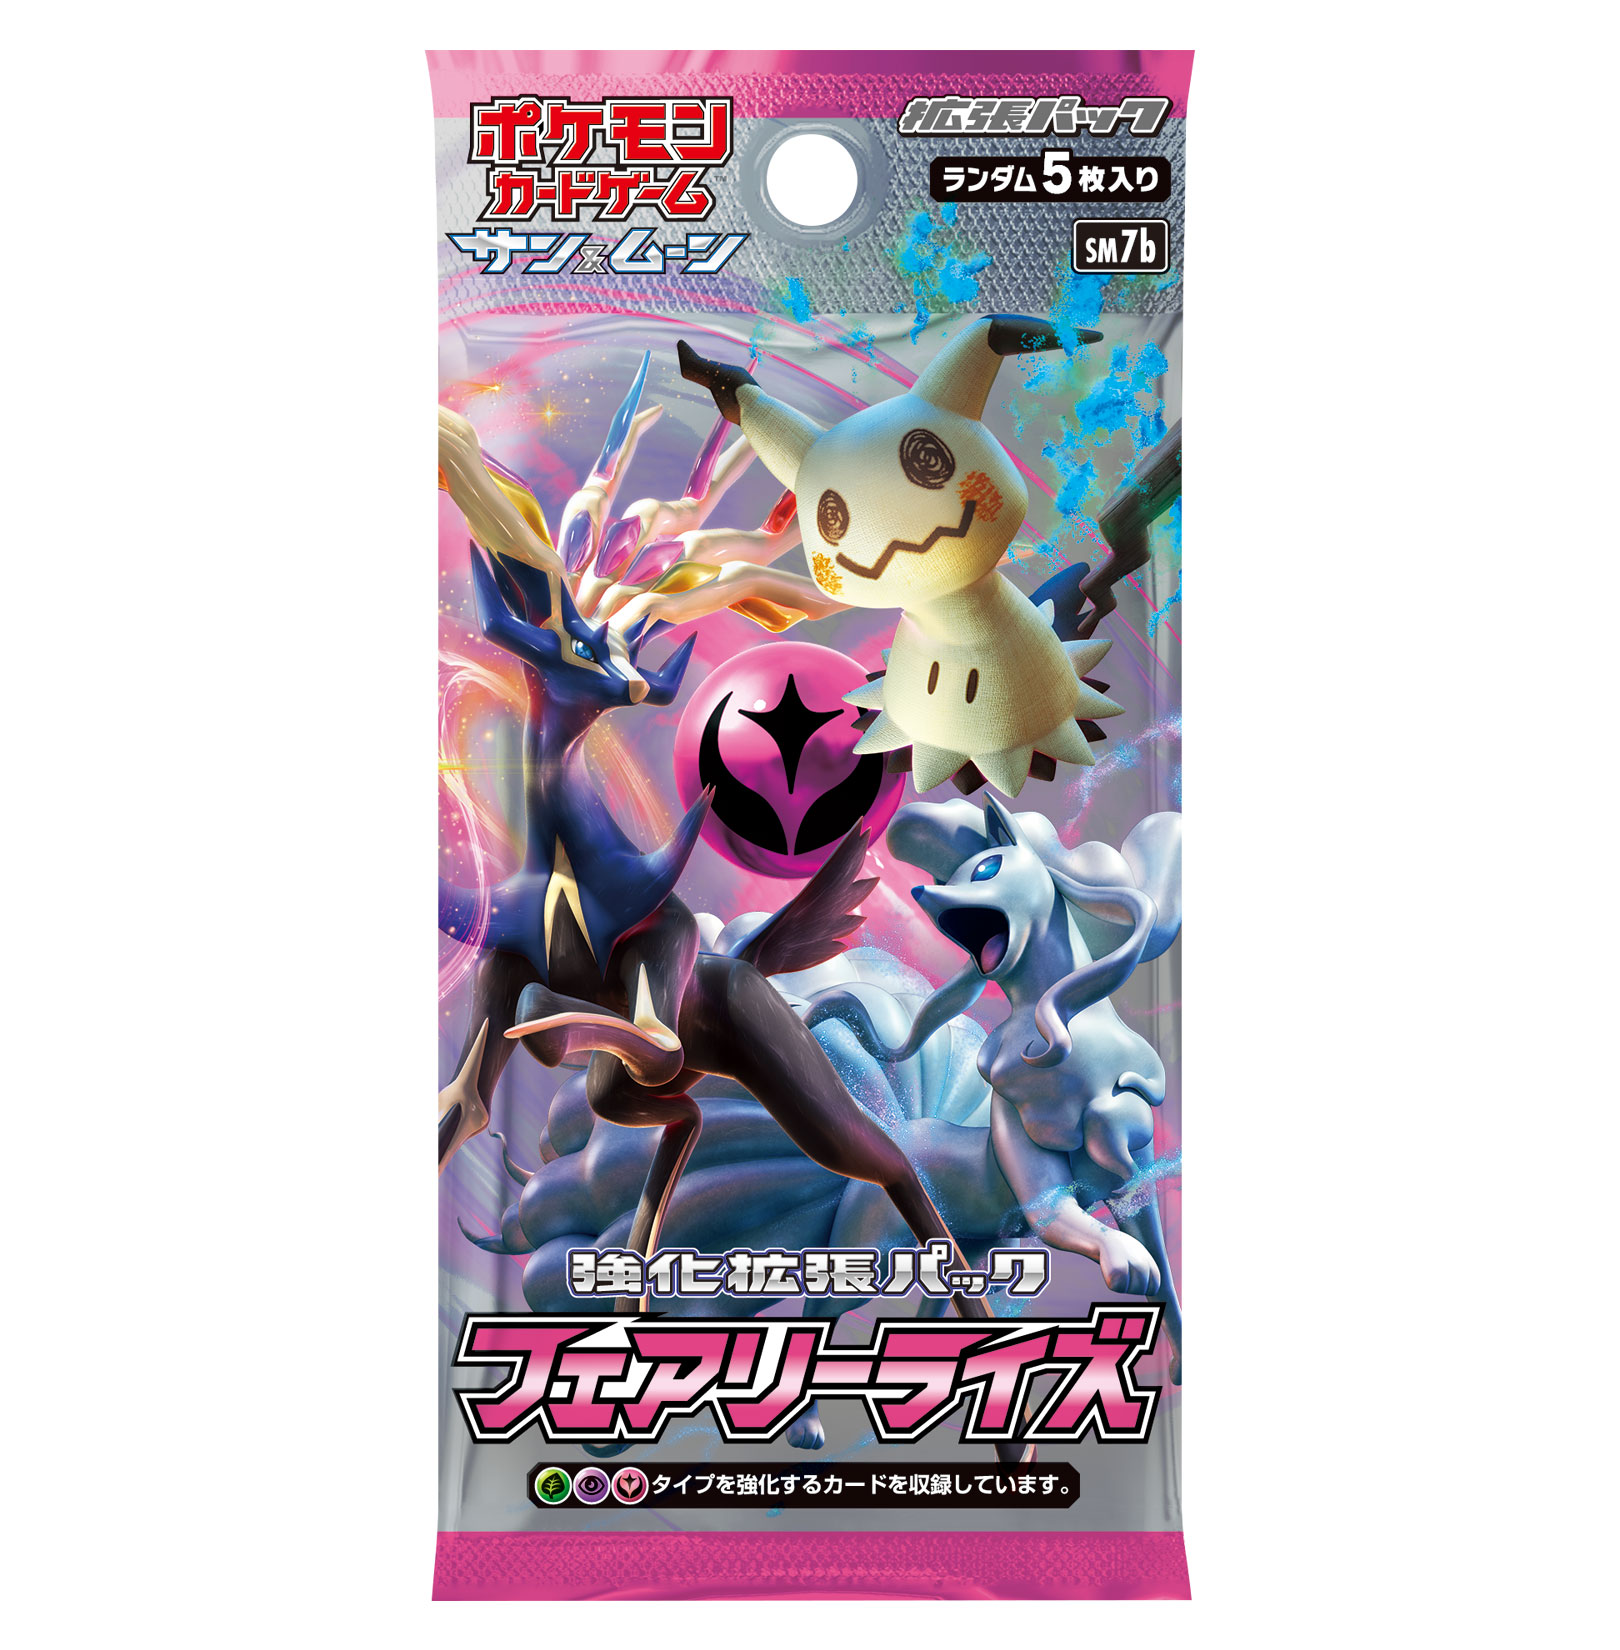 ポケモン
カードゲーム™
サン&ムーン
拡張パック
ランダム5枚入り
SM7b
強化拡張パック
フェアリーライズ
タイプを強化するカードを収録しています。